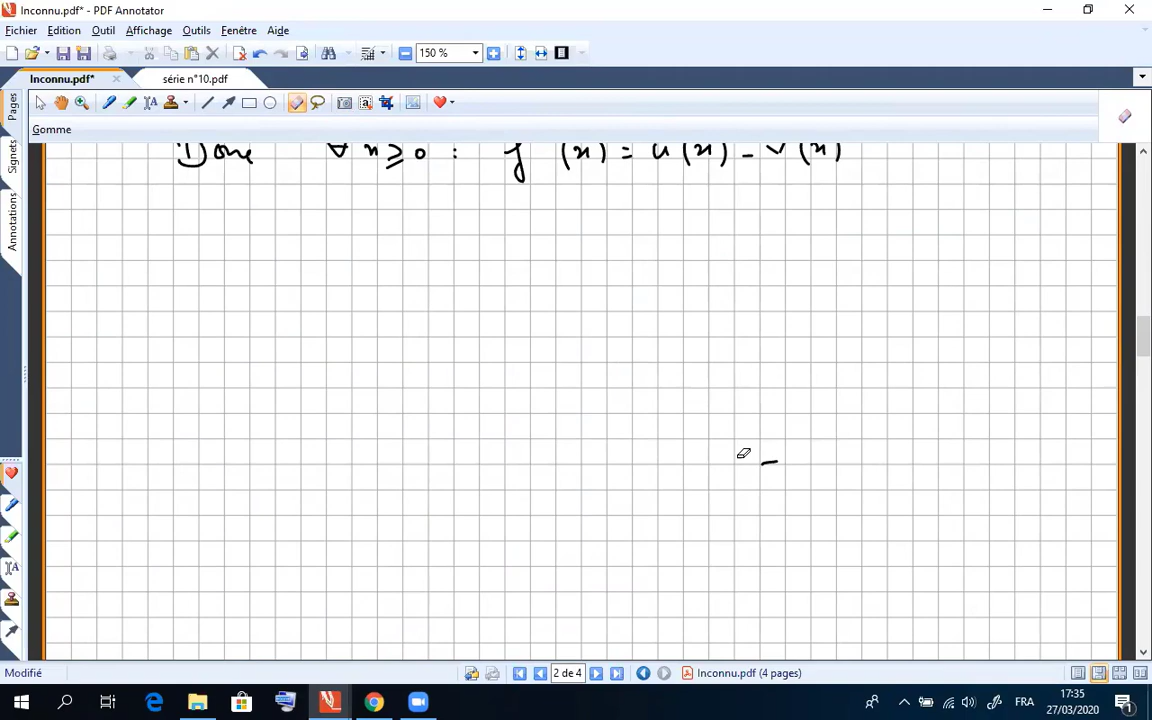 Inconnu.pdf* - PDF Annotator
Fichier Edition Outil Affichage Outils Fenêtre Aide
150 %
Inconnu.pdf* série n°10.pdf
Gomme
Pages
Signets
Annotations
Donc ∀ x ⩾ 0 : f (x) = u(x) - v(x)
-
2 de 4 Inconnu.pdf (4 pages)
Modifié
FRA
17:35
27/03/2020
1